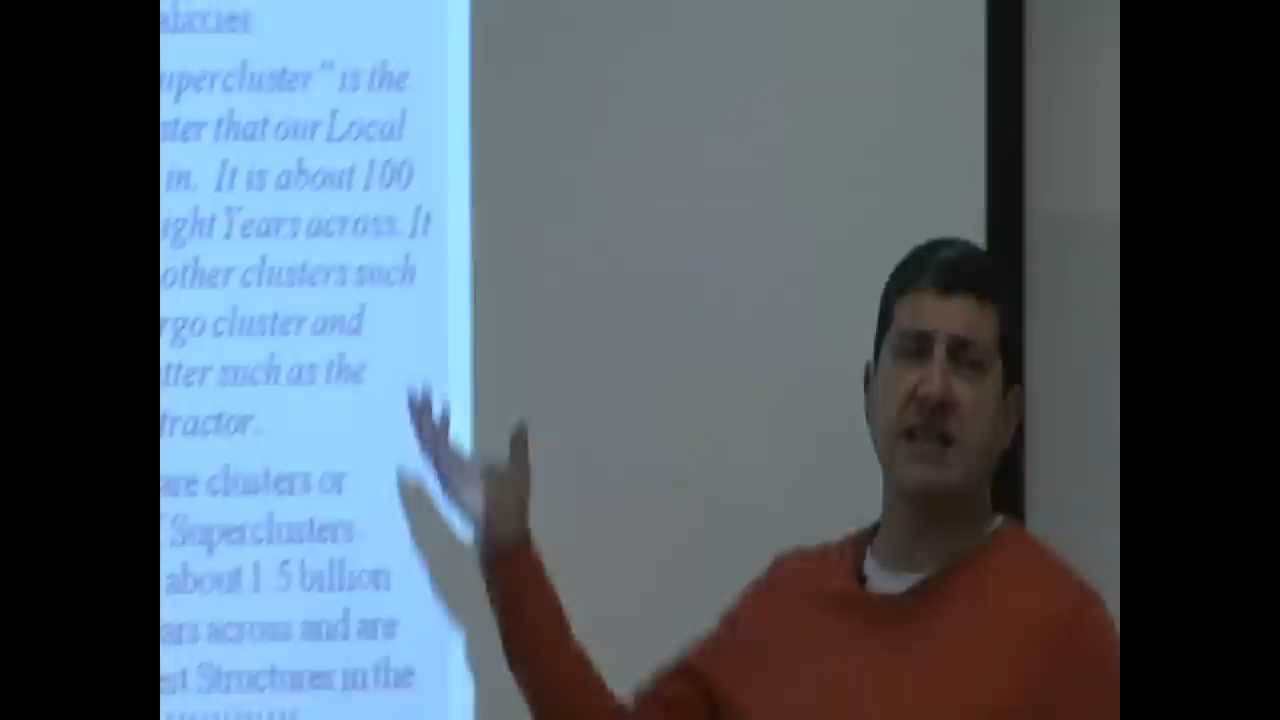 alaxies
upercluster" is the
ster that our Local
in. It is about 100
ight Years across. It
other clusters such
rgo cluster and
tter such as the
tractor.
are clusters or
f Superclusters
about 1.5 billion
ars across and are
est Structures in the